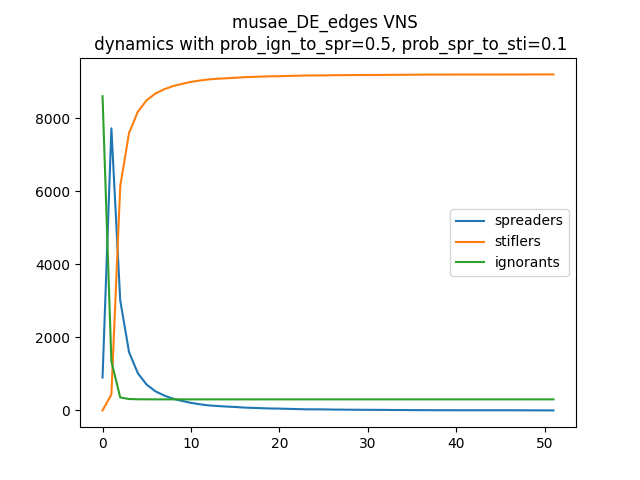 musae_DE_edges VNS
dynamics with prob_ign_to_spr=0.5, prob_spr_to_sti=0.1
8000
6000
4000
2000
0
spreaders
stiflers
ignorants
0 10 20 30 40 50